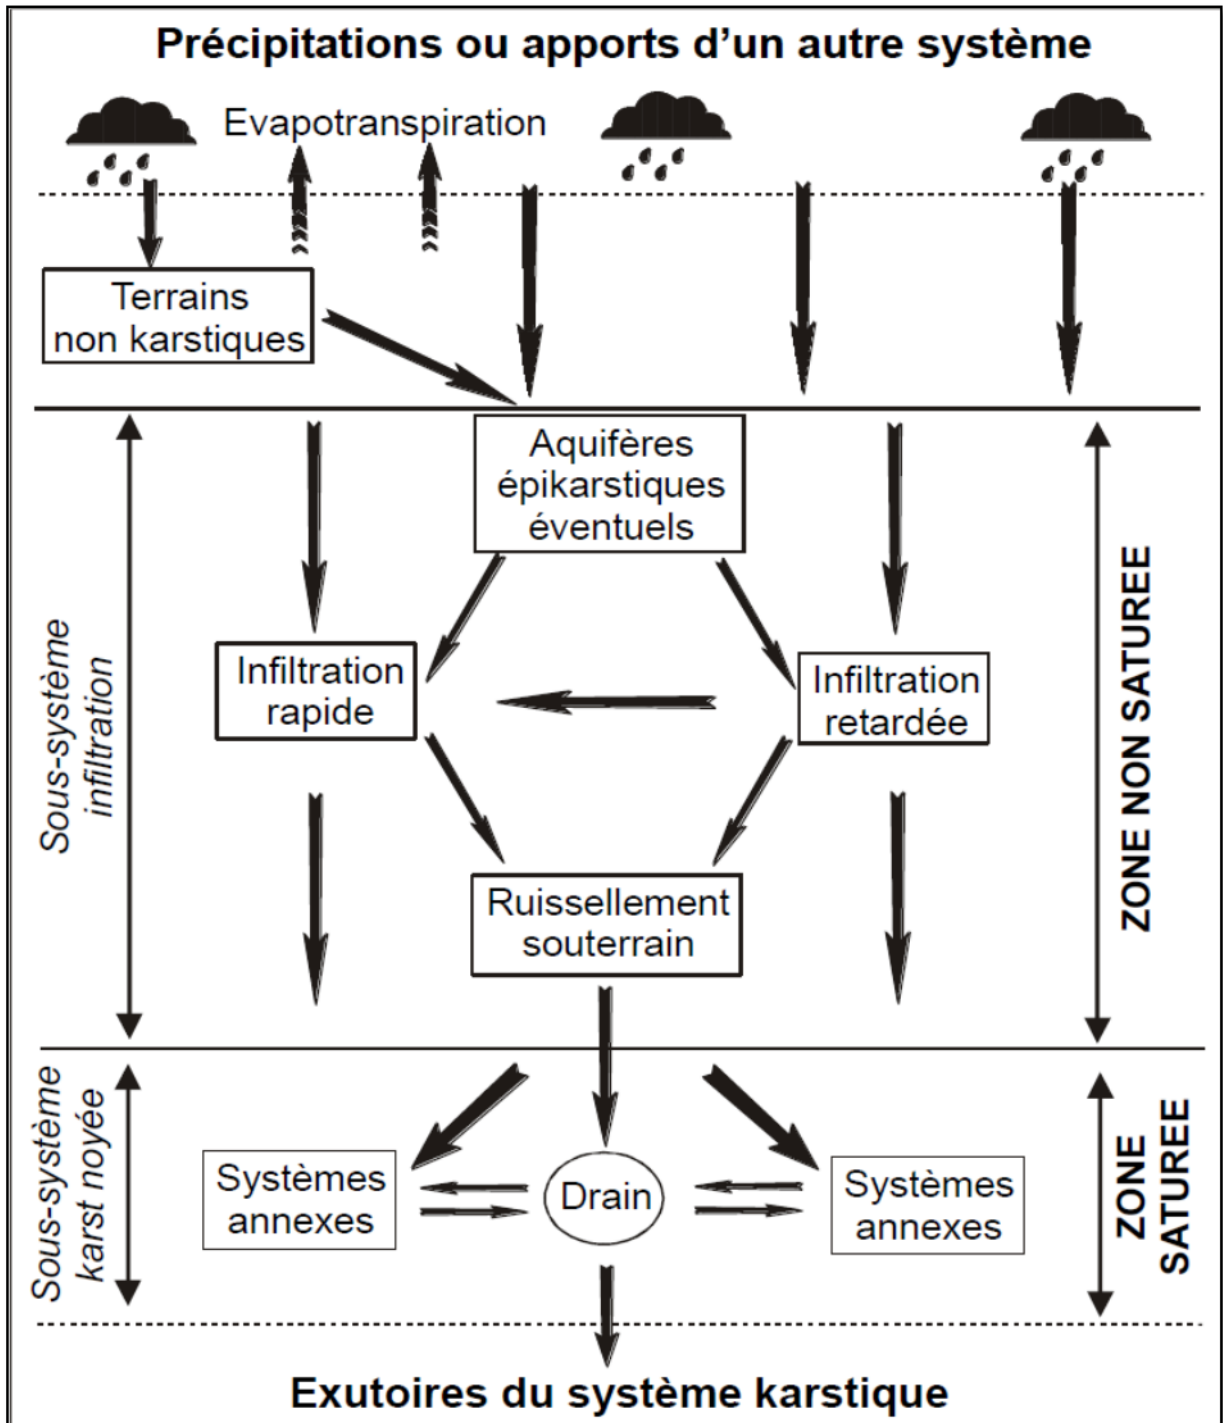 Précipitations ou apports d'un autre système
Evapotranspiration
Terrains
non karstiques
Aquifères
épikarstiques
éventuels
Sous-système
infiltration
Infiltration
rapide
Infiltration
retardée
ZONE NON SATUREE
Ruissellement
souterrain
Sous-système
karst noyée
Systèmes
annexes
Drain
Systèmes
annexes
ZONE
SATUREE
Exutoires du système karstique